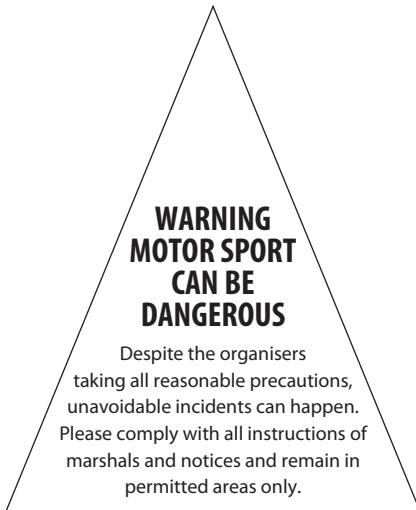 WARNING
MOTOR SPORT
CAN BE
DANGEROUS
Despite the organisers
taking all reasonable precautions,
unavoidable incidents can happen.
Please comply with all instructions of
marshals and notices and remain in
permitted areas only.